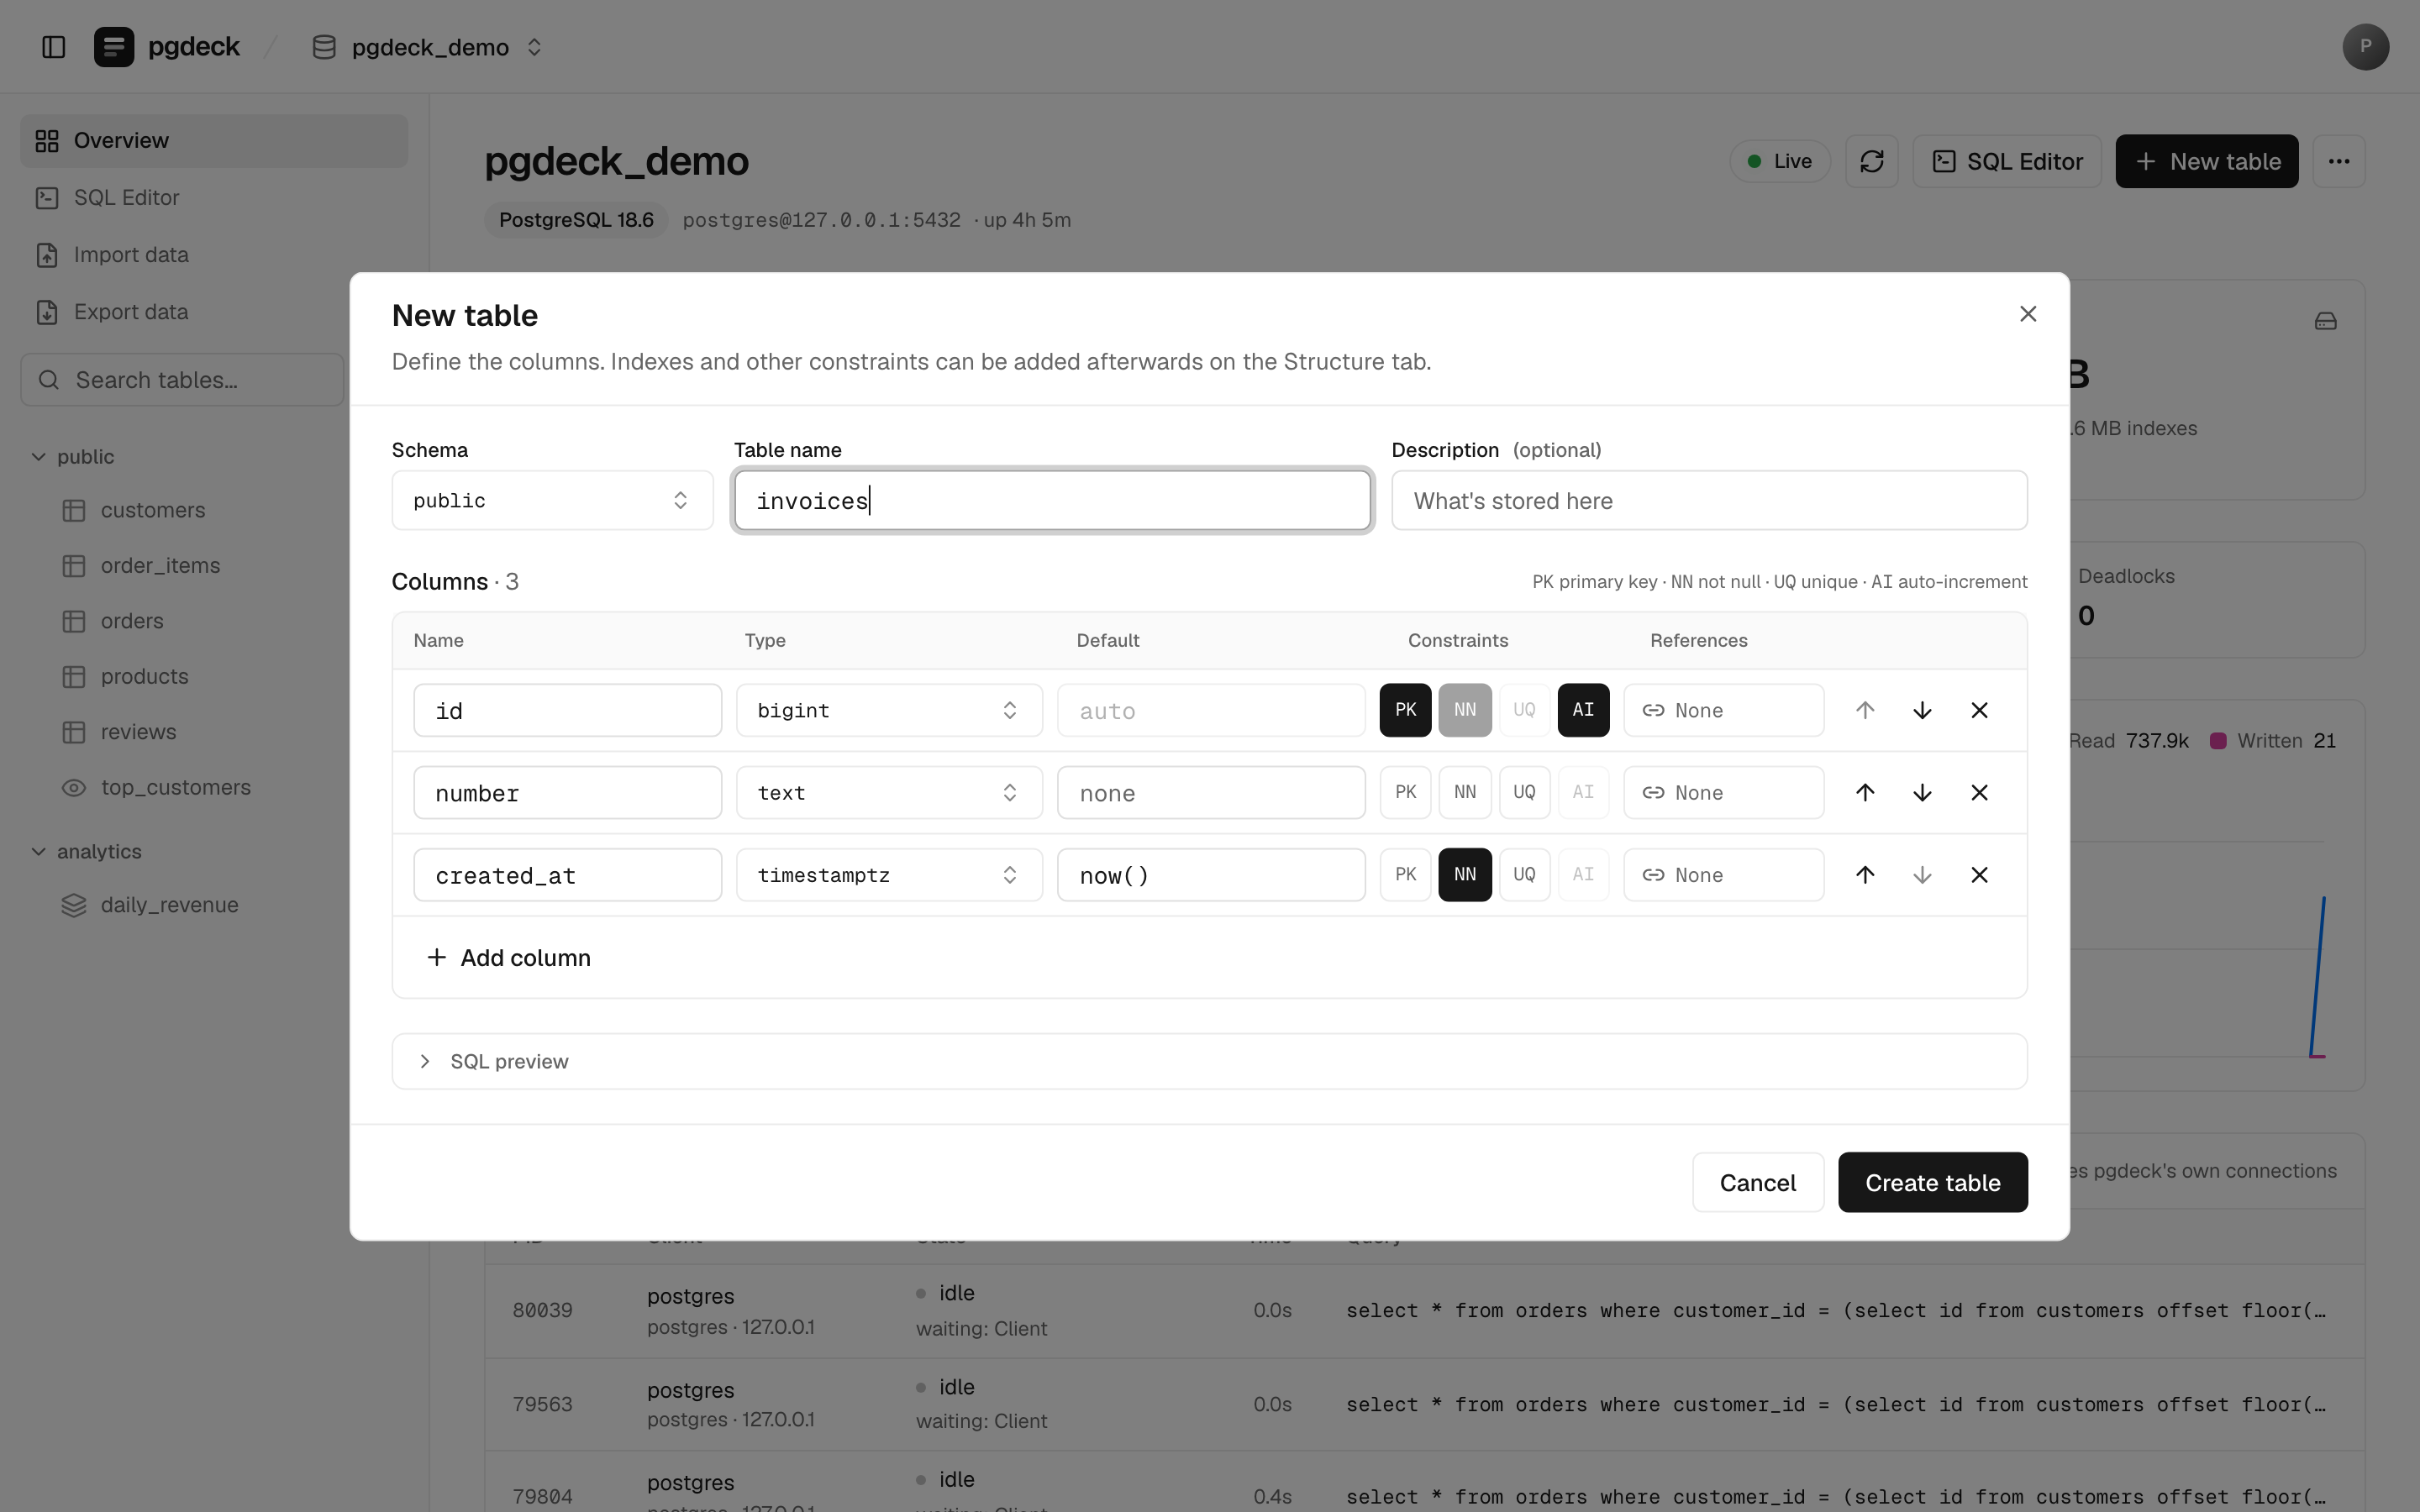 pgdeck / pgdeck_demo P
Overview
SQL Editor
Import data
Export data
Search tables...
public
customers
order_items
orders
products
reviews
top_customers
analytics
daily_revenue
pgdeck_demo
Live SQL Editor + New table ...
PostgreSQL 18.6 postgres@127.0.0.1:5432 · up 4h 5m
B
.6 MB indexes
Deadlocks
0
Read 737.9k Written 21
New table
Define the columns. Indexes and other constraints can be added afterwards on the Structure tab.
Schema Table name Description (optional)
public invoices What's stored here
Columns · 3 PK primary key · NN not null · UQ unique · AI auto-increment
Name Type Default Constraints References
id bigint auto PK NN UQ AI None
number text none PK NN UQ AI None
created_at timestamptz now() PK NN UQ AI None
+ Add column
SQL preview
Cancel Create table
es pgdeck's own connections
80039 postgres idle 0.0s select * from orders where customer_id = (select id from customers offset floor(…
postgres · 127.0.0.1 waiting: Client
79563 postgres idle 0.0s select * from orders where customer_id = (select id from customers offset floor(…
postgres · 127.0.0.1 waiting: Client
79804 postgres idle 0.4s select * from orders where customer_id = (select id from customers offset floor(…